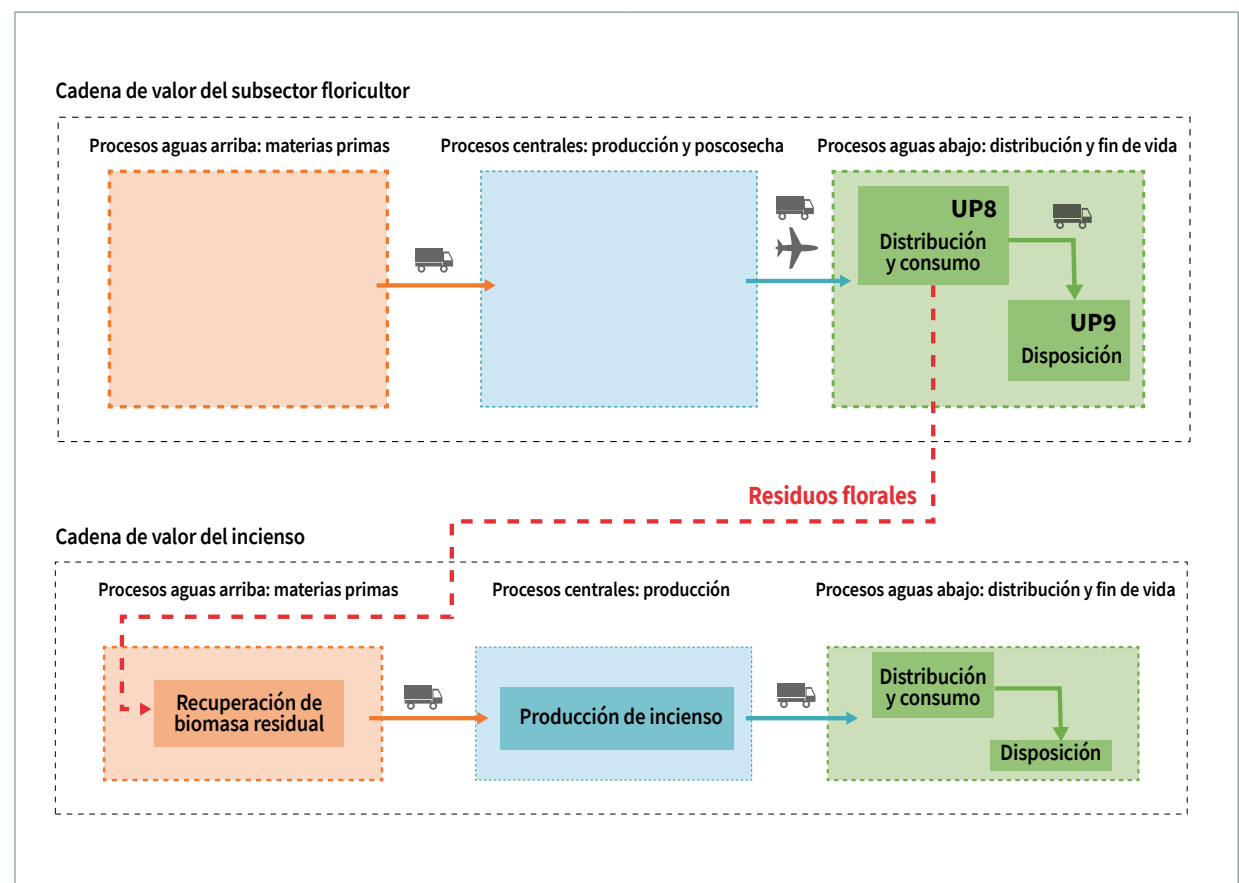 Cadena de valor del subsector floricultor
Procesos aguas arriba: materias primas
Procesos centrales: producción y poscosecha
Procesos aguas abajo: distribución y fin de vida
UP8
Distribución
y consumo
UP9
Disposición
Residuos florales
Cadena de valor del incienso
Procesos aguas arriba: materias primas
Procesos centrales: producción
Procesos aguas abajo: distribución y fin de vida
Recuperación de
biomasa residual
Producción de incienso
Distribución
y consumo
Disposición